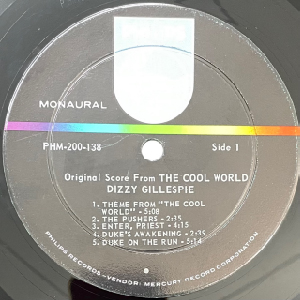 MONAURAL
PHM-200-138 Side 1
Original Score From THE COOL WORLD
DIZZY GILLESPIE
1. THEME FROM "THE COOL
WORLD" - 5:08
2. THE PUSHERS - 2:15
3. ENTER, PRIEST - 4:15
4. DUKE'S AWAKENING - 2:35
5. DUKE ON THE RUN - 5:14
PHILIPS RECORDS - VENDOR: MERCURY RECORD CORPORATION